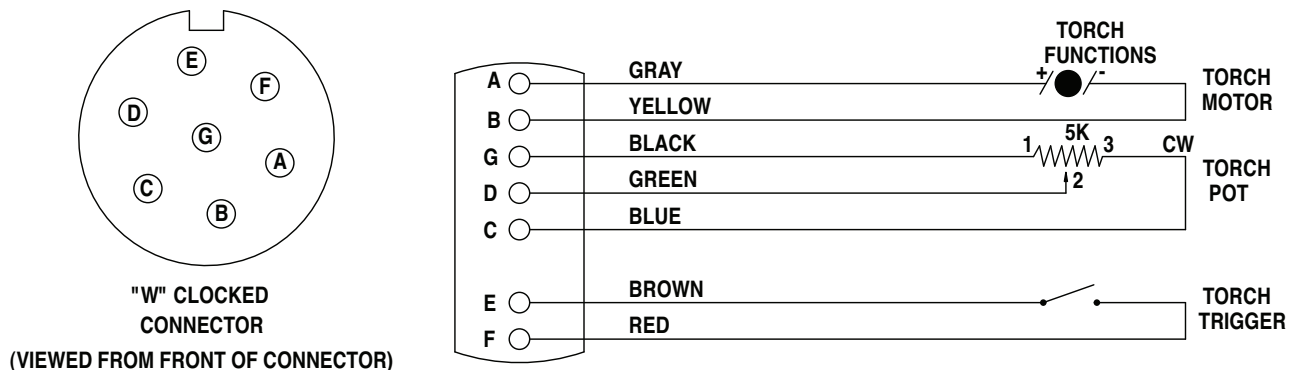 E
F
D
G
A
C
B
"W" CLOCKED
CONNECTOR
(VIEWED FROM FRONT OF CONNECTOR)
TORCH
FUNCTIONS
A GRAY + - TORCH
MOTOR
B YELLOW
G BLACK 1 5K 3 CW
TORCH
POT
D GREEN 2
C BLUE
E BROWN TORCH
TRIGGER
F RED